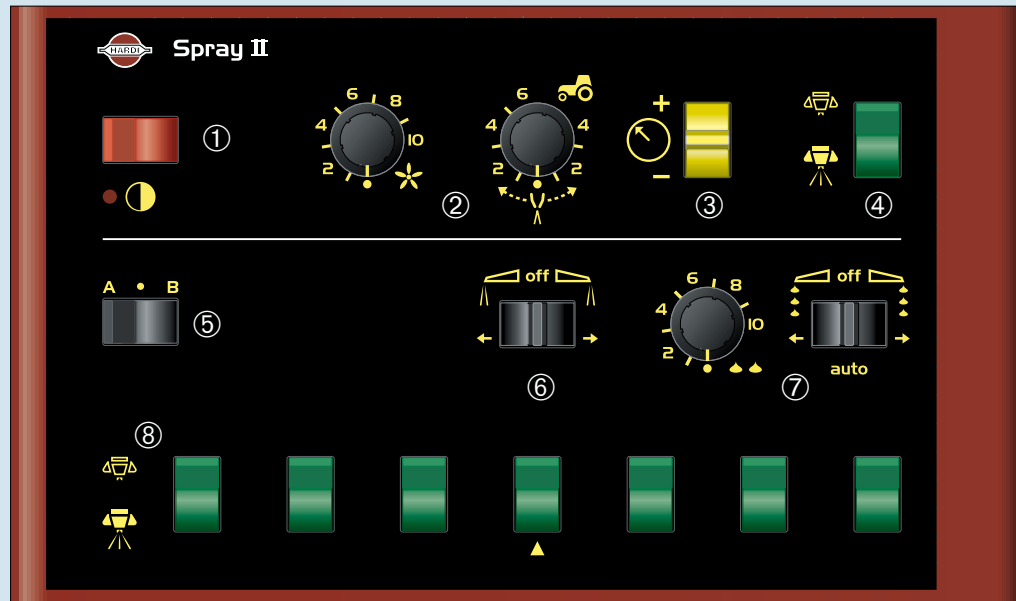 HARDI Spray II
6 8 6 +
4 10 4 4
2 2 2 −
① ② ③ ④
A • B off off
6 8
4 10
2
⑤ ⑥ ⑦ auto
⑧